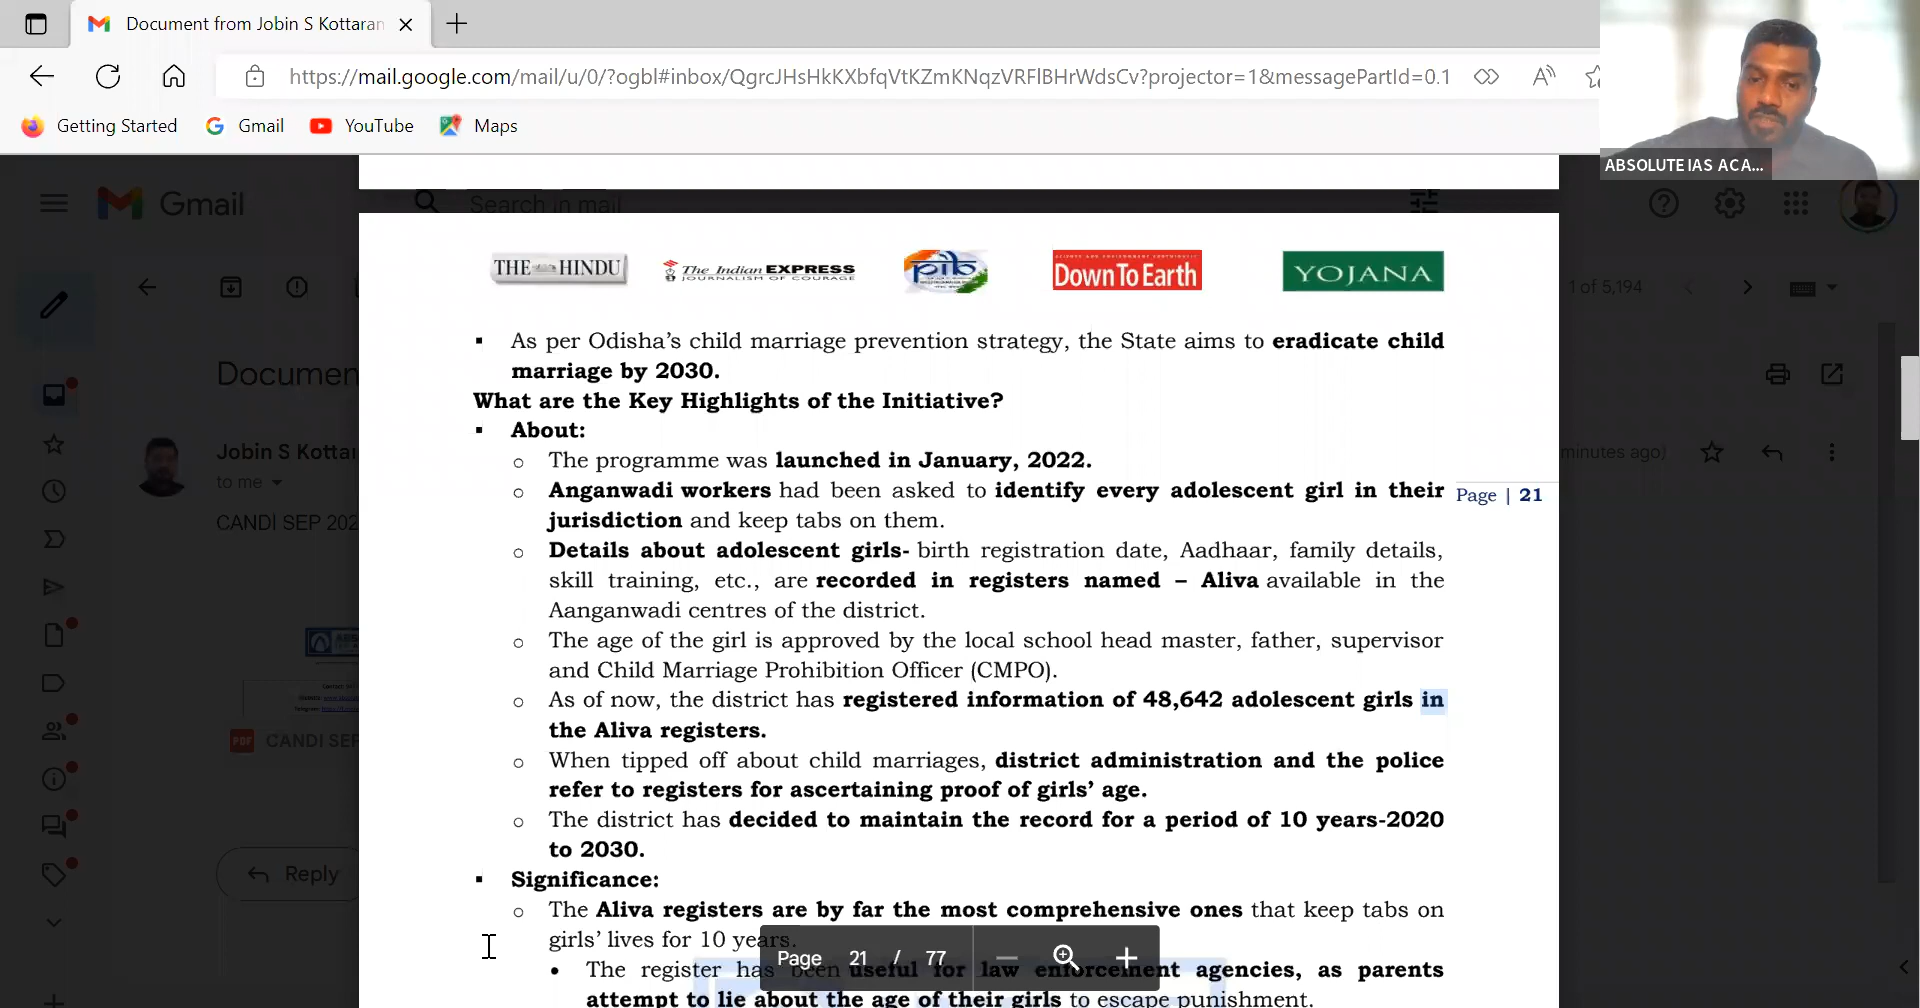 Document from Jobin S Kottaran
https://mail.google.com/mail/u/0/?ogbl#inbox/QgrcJHsHkKXbfqVtKZmKNqzVRFlBHrWdsCv?projector=1&messagePartId=0.1
Getting Started Gmail YouTube Maps
ABSOLUTE IAS ACA...
Gmail
Search in mail
THE HINDU The Indian EXPRESS pib DownToEarth YOJANA
JOURNALISM OF COURAGE
1 of 5,194
▪ As per Odisha’s child marriage prevention strategy, the State aims to eradicate child
marriage by 2030.
Documen
What are the Key Highlights of the Initiative?
▪ About:
Jobin S Kottar
minutes ago)
to me
o The programme was launched in January, 2022.
o Anganwadi workers had been asked to identify every adolescent girl in their
Page | 21
jurisdiction and keep tabs on them.
CANDI SEP 202
o Details about adolescent girls- birth registration date, Aadhaar, family details,
skill training, etc., are recorded in registers named – Aliva available in the
Aanganwadi centres of the district.
o The age of the girl is approved by the local school head master, father, supervisor
and Child Marriage Prohibition Officer (CMPO).
o As of now, the district has registered information of 48,642 adolescent girls in
the Aliva registers.
PDF CANDI SEP
o When tipped off about child marriages, district administration and the police
refer to registers for ascertaining proof of girls’ age.
o The district has decided to maintain the record for a period of 10 years-2020
to 2030.
Reply
▪ Significance:
o The Aliva registers are by far the most comprehensive ones that keep tabs on
girls’ lives for 10 years.
Page 21 / 77
• The register has been useful for law enforcement agencies, as parents
attempt to lie about the age of their girls to escape punishment.